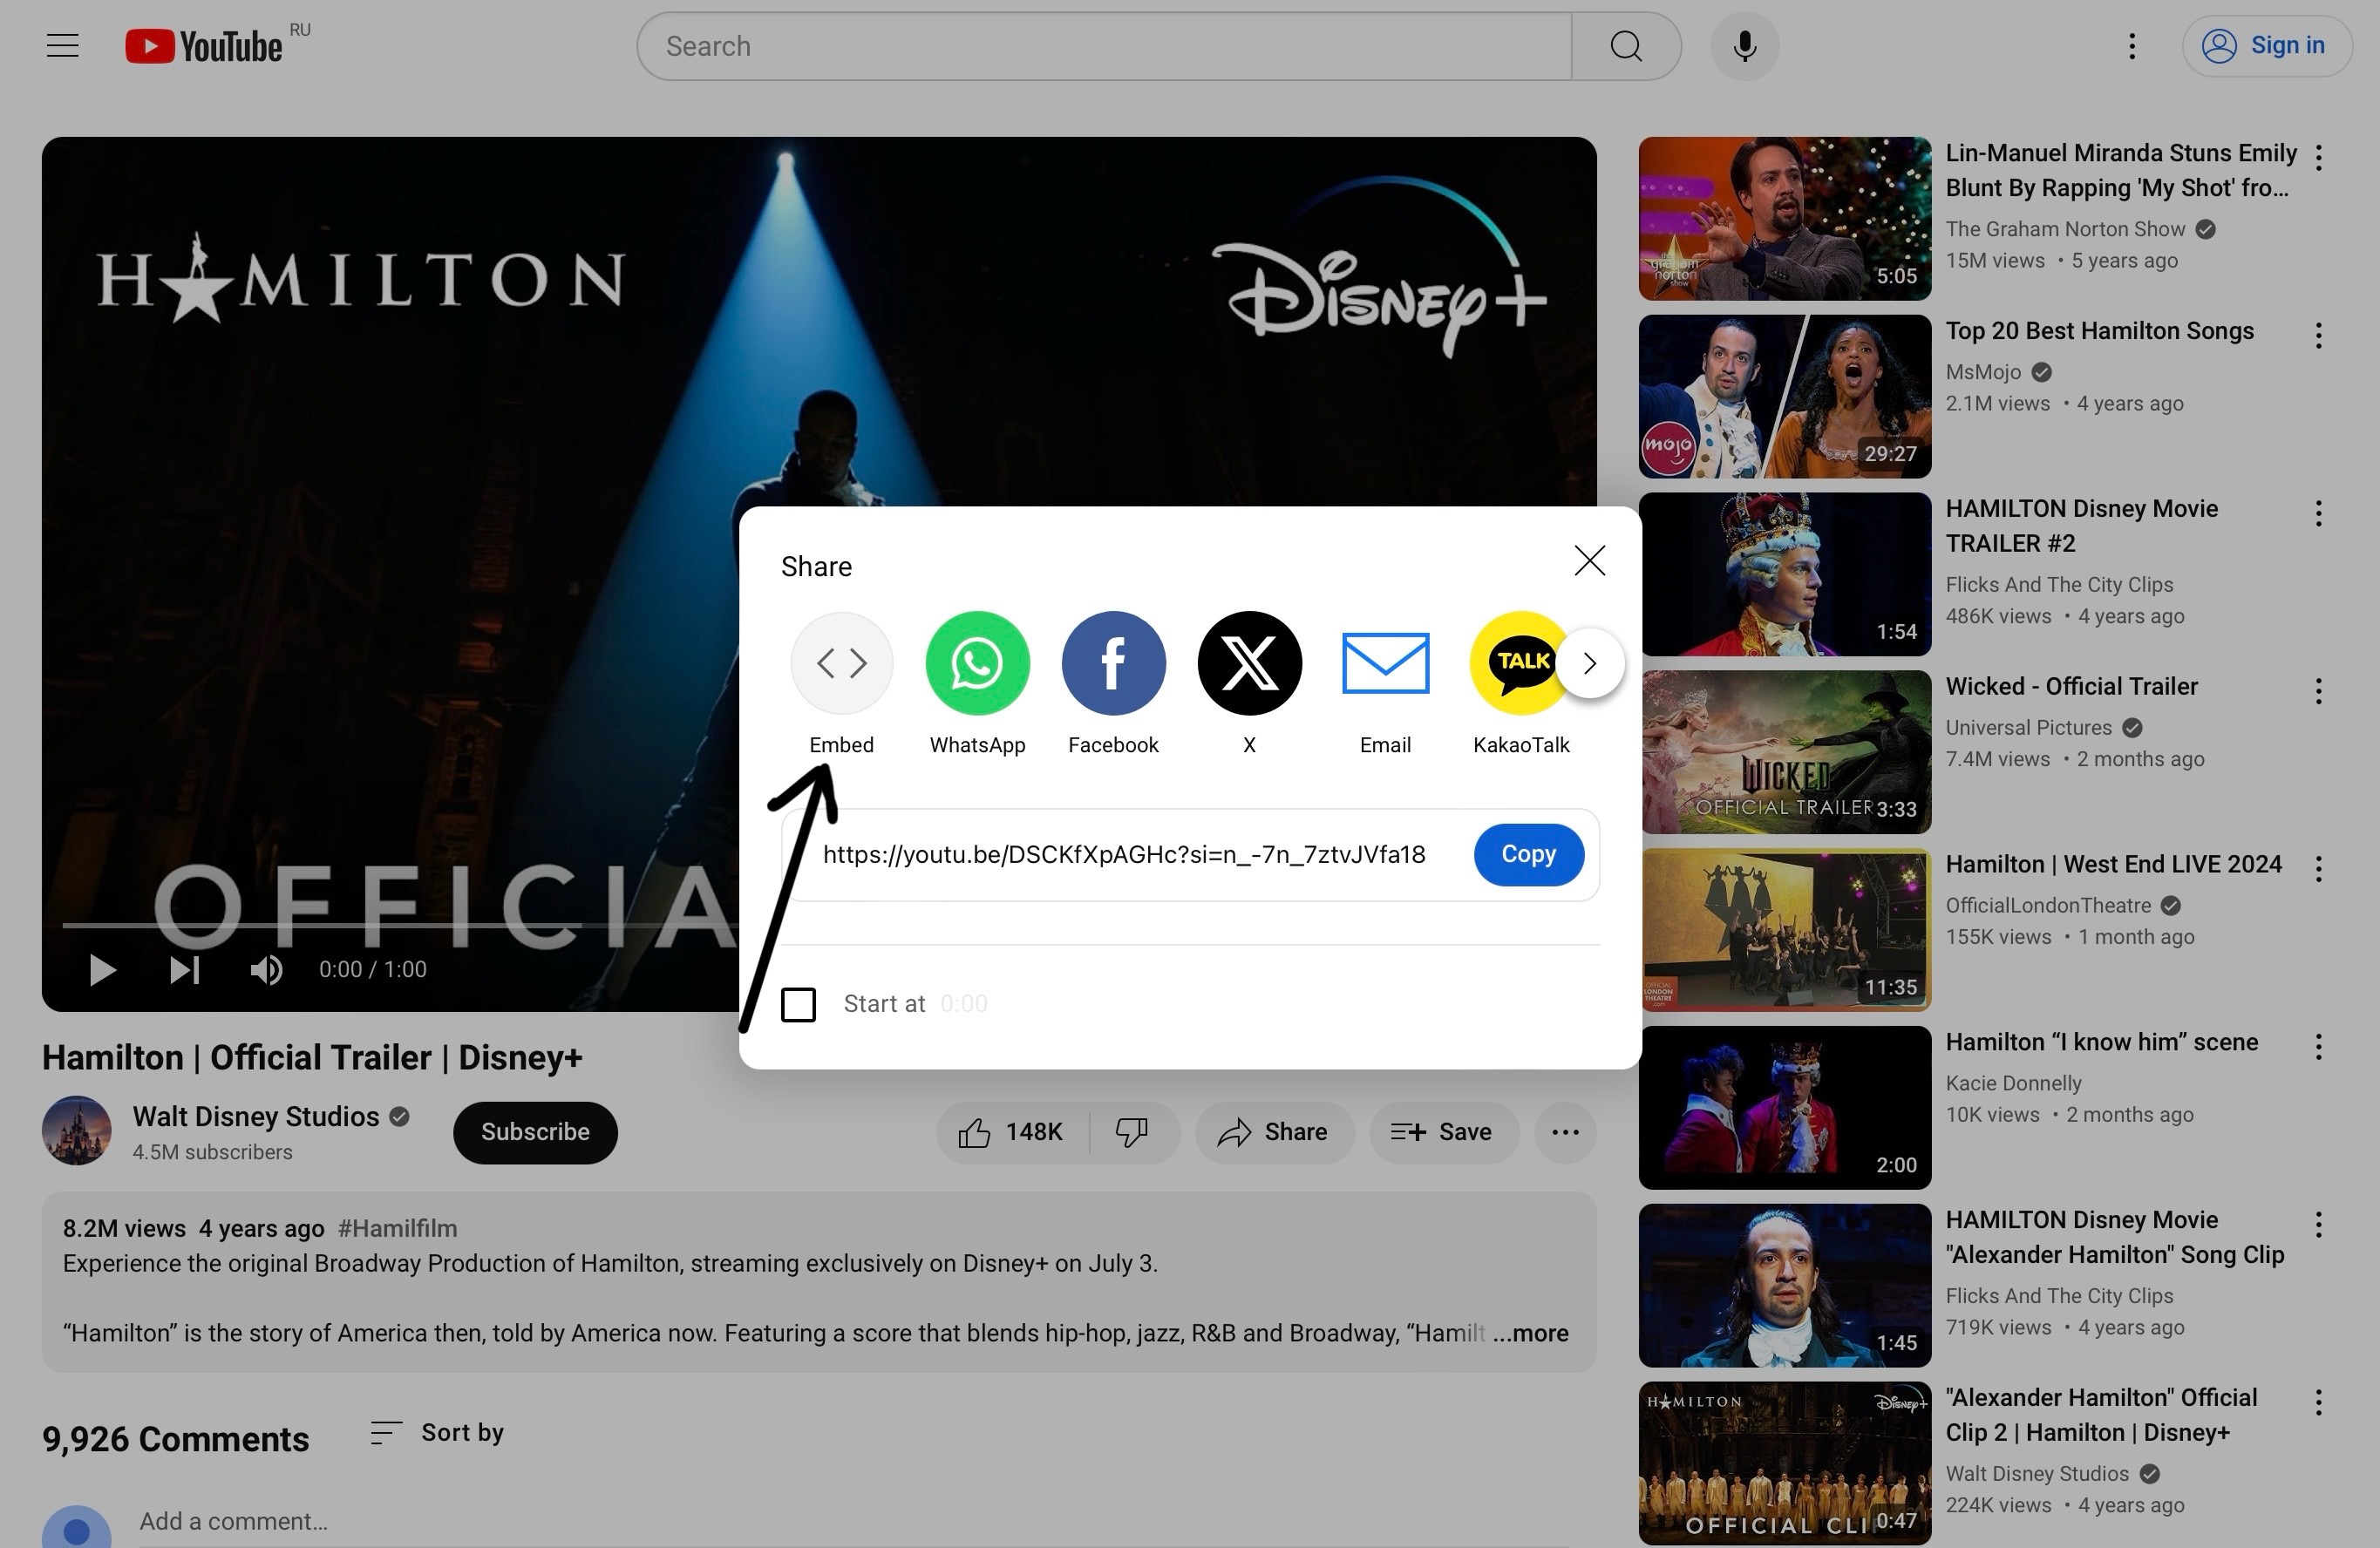 YouTube RU
Search
Sign in
HAMILTON
Disney+
OFFICIA
0:00 / 1:00
Share
Embed
WhatsApp
Facebook
X
Email
TALK
KakaoTalk
https://youtu.be/DSCKfXpAGHc?si=n_-7n_7ztvJVfa18
Copy
Start at 0:00
Hamilton | Official Trailer | Disney+
Walt Disney Studios
4.5M subscribers
Subscribe
148K
Share
Save
8.2M views 4 years ago #Hamilfilm
Experience the original Broadway Production of Hamilton, streaming exclusively on Disney+ on July 3.
“Hamilton” is the story of America then, told by America now. Featuring a score that blends hip-hop, jazz, R&B and Broadway, “Hamilt ...more
9,926 Comments
Sort by
Add a comment...
the
graham
norton
show
5:05
Lin-Manuel Miranda Stuns Emily
Blunt By Rapping 'My Shot' fro...
The Graham Norton Show
15M views • 5 years ago
mojo
29:27
Top 20 Best Hamilton Songs
MsMojo
2.1M views • 4 years ago
1:54
HAMILTON Disney Movie
TRAILER #2
Flicks And The City Clips
486K views • 4 years ago
WICKED
OFFICIAL TRAILER
3:33
Wicked - Official Trailer
Universal Pictures
7.4M views • 2 months ago
OFFICIAL
LONDON
THEATRE
.com
11:35
Hamilton | West End LIVE 2024
OfficialLondonTheatre
155K views • 1 month ago
2:00
Hamilton “I know him” scene
Kacie Donnelly
10K views • 2 months ago
1:45
HAMILTON Disney Movie
"Alexander Hamilton" Song Clip
Flicks And The City Clips
719K views • 4 years ago
HAMILTON
Disney+
OFFICIAL CLI
0:47
"Alexander Hamilton" Official
Clip 2 | Hamilton | Disney+
Walt Disney Studios
224K views • 4 years ago